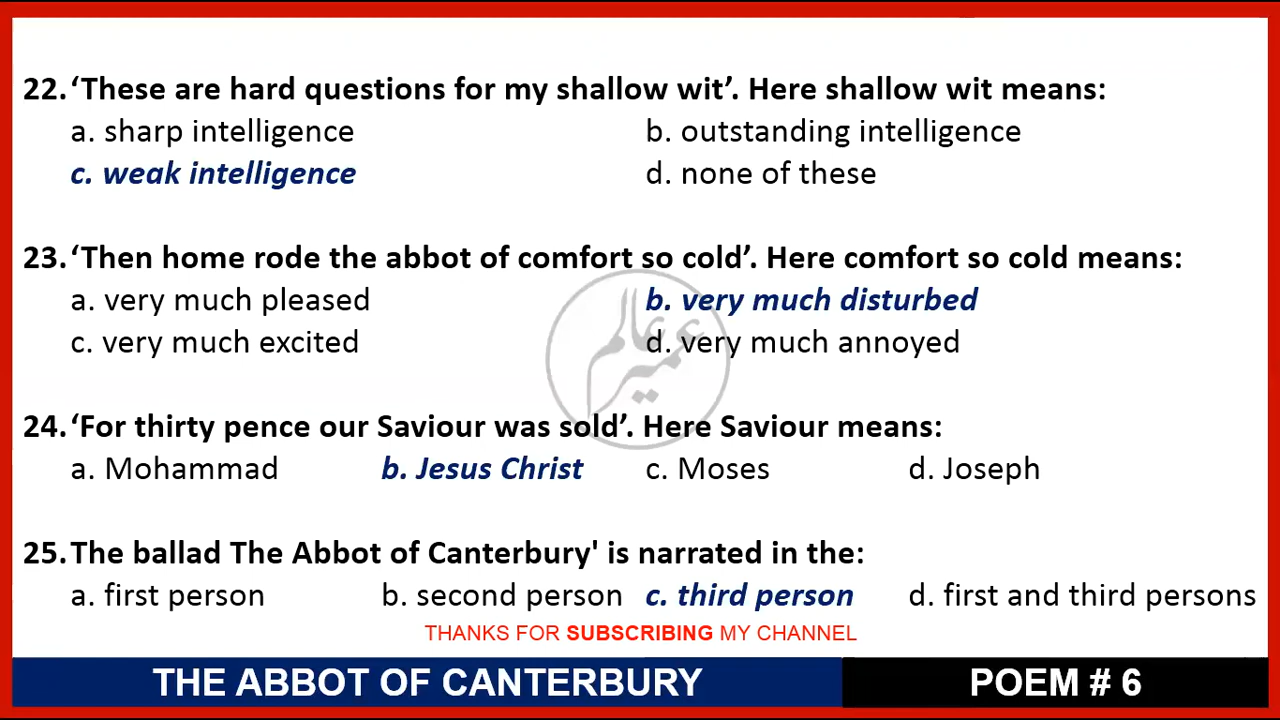 22. ‘These are hard questions for my shallow wit’. Here shallow wit means:
a. sharp intelligence b. outstanding intelligence
c. weak intelligence d. none of these
23. ‘Then home rode the abbot of comfort so cold’. Here comfort so cold means:
a. very much pleased b. very much disturbed
c. very much excited d. very much annoyed
عمیر عالم
24. ‘For thirty pence our Saviour was sold’. Here Saviour means:
a. Mohammad b. Jesus Christ c. Moses d. Joseph
25. The ballad The Abbot of Canterbury' is narrated in the:
a. first person b. second person c. third person d. first and third persons
THANKS FOR SUBSCRIBING MY CHANNEL
THE ABBOT OF CANTERBURY POEM # 6